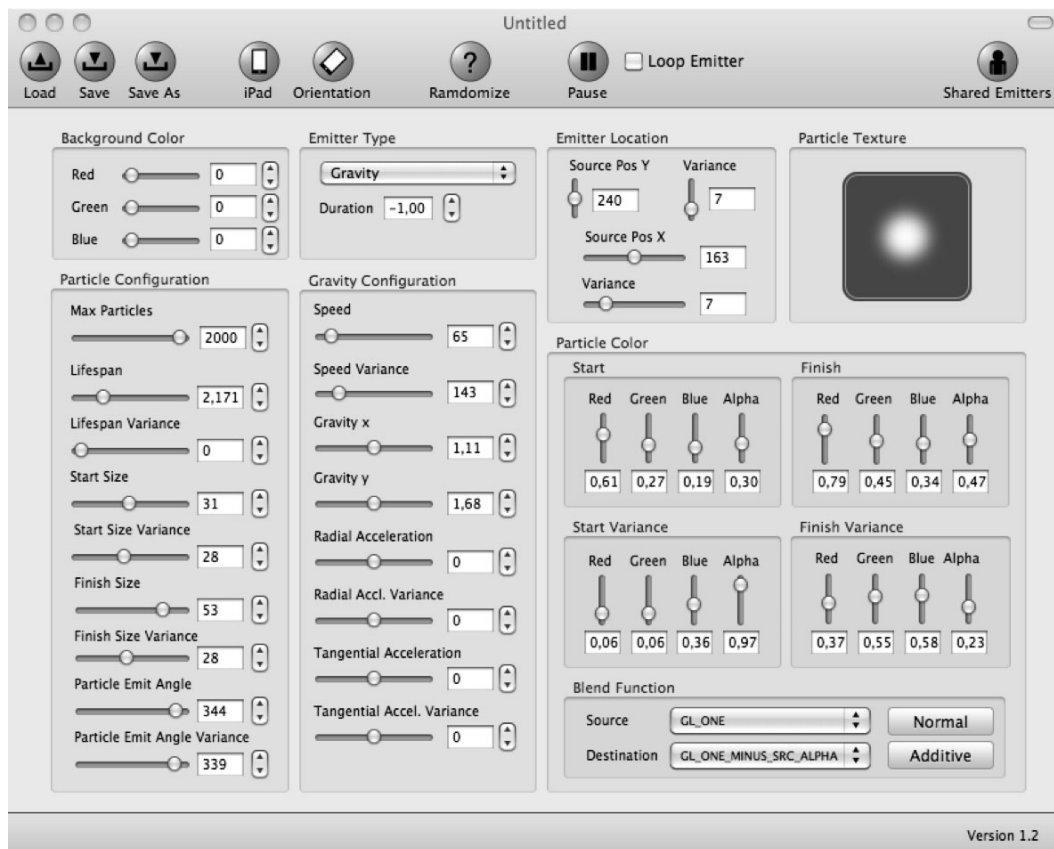 Untitled
Load Save Save As iPad Orientation Ramdomize Pause Loop Emitter Shared Emitters
Background Color
Red 0
Green 0
Blue 0
Emitter Type
Gravity
Duration -1,00
Emitter Location
Source Pos Y Variance
240 7
Source Pos X
163
Variance
7
Particle Texture
Particle Configuration
Max Particles
2000
Lifespan
2,171
Lifespan Variance
0
Start Size
31
Start Size Variance
28
Finish Size
53
Finish Size Variance
28
Particle Emit Angle
344
Particle Emit Angle Variance
339
Gravity Configuration
Speed
65
Speed Variance
143
Gravity x
1,11
Gravity y
1,68
Radial Acceleration
0
Radial Accl. Variance
0
Tangential Acceleration
0
Tangential Accel. Variance
0
Particle Color
Start
Red Green Blue Alpha
0,61 0,27 0,19 0,30
Finish
Red Green Blue Alpha
0,79 0,45 0,34 0,47
Start Variance
Red Green Blue Alpha
0,06 0,06 0,36 0,97
Finish Variance
Red Green Blue Alpha
0,37 0,55 0,58 0,23
Blend Function
Source GL_ONE Normal
Destination GL_ONE_MINUS_SRC_ALPHA Additive
Version 1.2